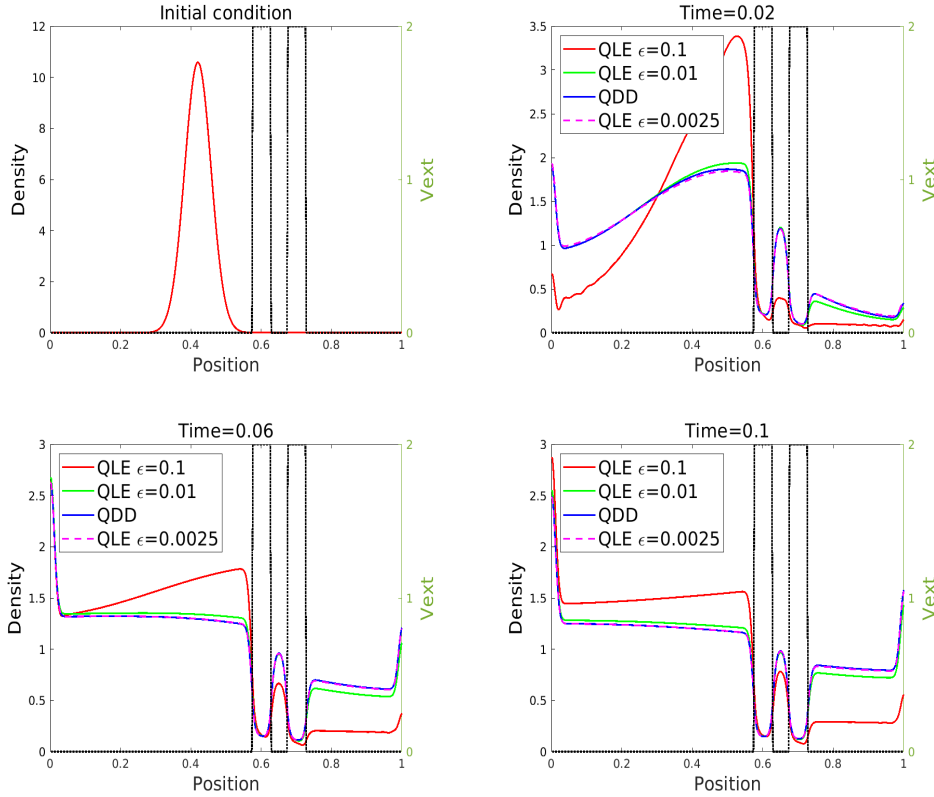 Initial condition
12
10
8
6
4
2
0
Density
2
1
0
Vext
0 0.2 0.4 0.6 0.8 1
Position
Time=0.02
3.5
3
2.5
2
1.5
1
0.5
0
Density
QLE ϵ=0.1
QLE ϵ=0.01
QDD
QLE ϵ=0.0025
2
1
0
Vext
0 0.2 0.4 0.6 0.8 1
Position
Time=0.06
3
2.5
2
1.5
1
0.5
0
Density
QLE ϵ=0.1
QLE ϵ=0.01
QDD
QLE ϵ=0.0025
2
1
0
Vext
0 0.2 0.4 0.6 0.8 1
Position
Time=0.1
3
2.5
2
1.5
1
0.5
0
Density
QLE ϵ=0.1
QLE ϵ=0.01
QDD
QLE ϵ=0.0025
2
1
0
Vext
0 0.2 0.4 0.6 0.8 1
Position